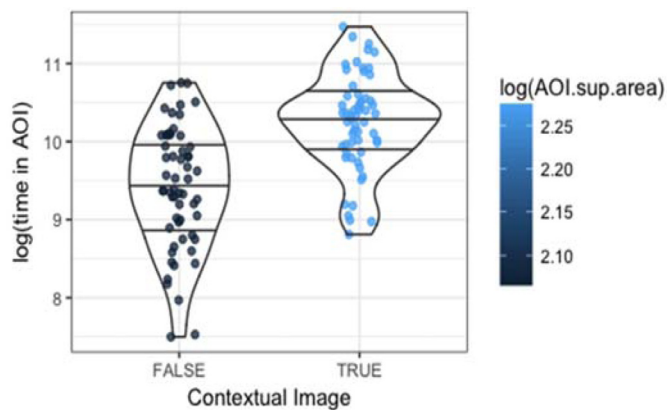 log(time in AOI)
11
10
9
8
FALSE
TRUE
Contextual Image
log(AOI.sup.area)
2.25
2.20
2.15
2.10